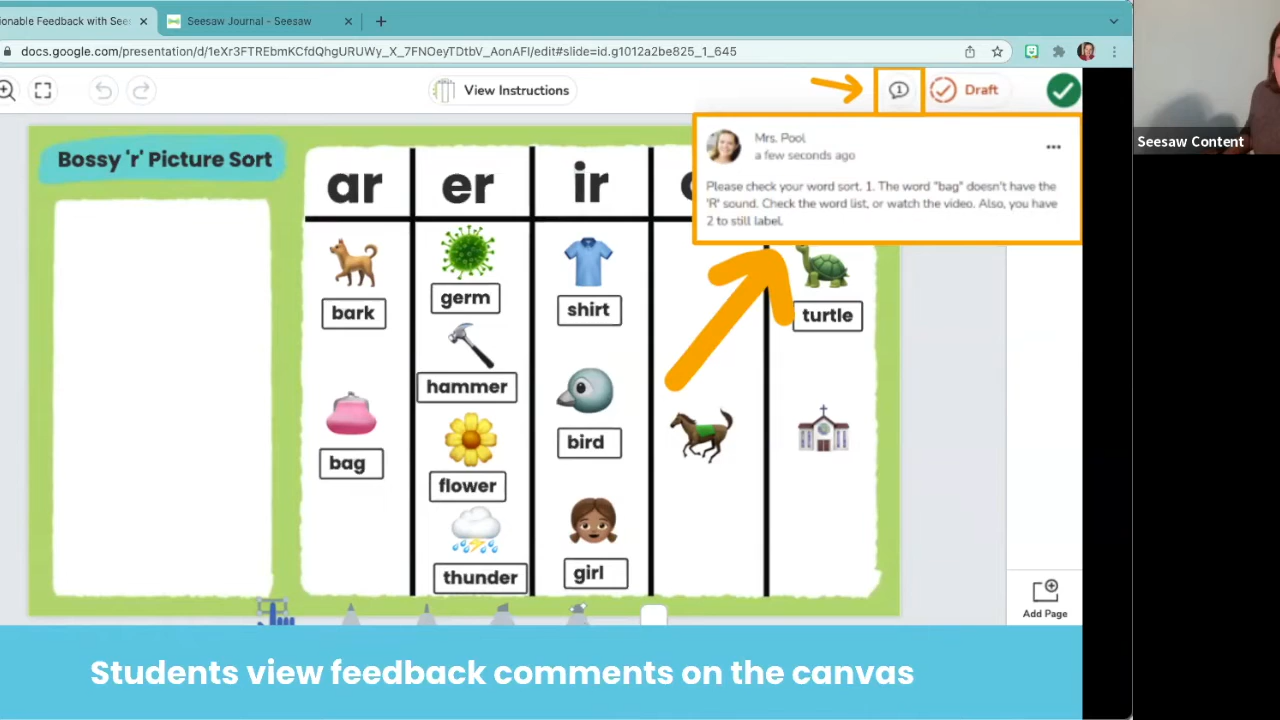 ionable Feedback with See
Seesaw Journal - Seesaw
docs.google.com/presentation/d/1eXr3FTREbmKCfdQhgURUWy_X_7FNOeyTDtbV_AonAFI/edit#slide=id.g1012a2be825_1_645
View Instructions
1
Draft
Seesaw Content
Mrs. Pool
a few seconds ago
Please check your word sort. 1. The word "bag" doesn't have the
'R' sound. Check the word list, or watch the video. Also, you have
2 to still label.
Bossy 'r' Picture Sort
ar
er
ir
bark
germ
shirt
turtle
hammer
bag
bird
flower
thunder
girl
Add Page
Students view feedback comments on the canvas